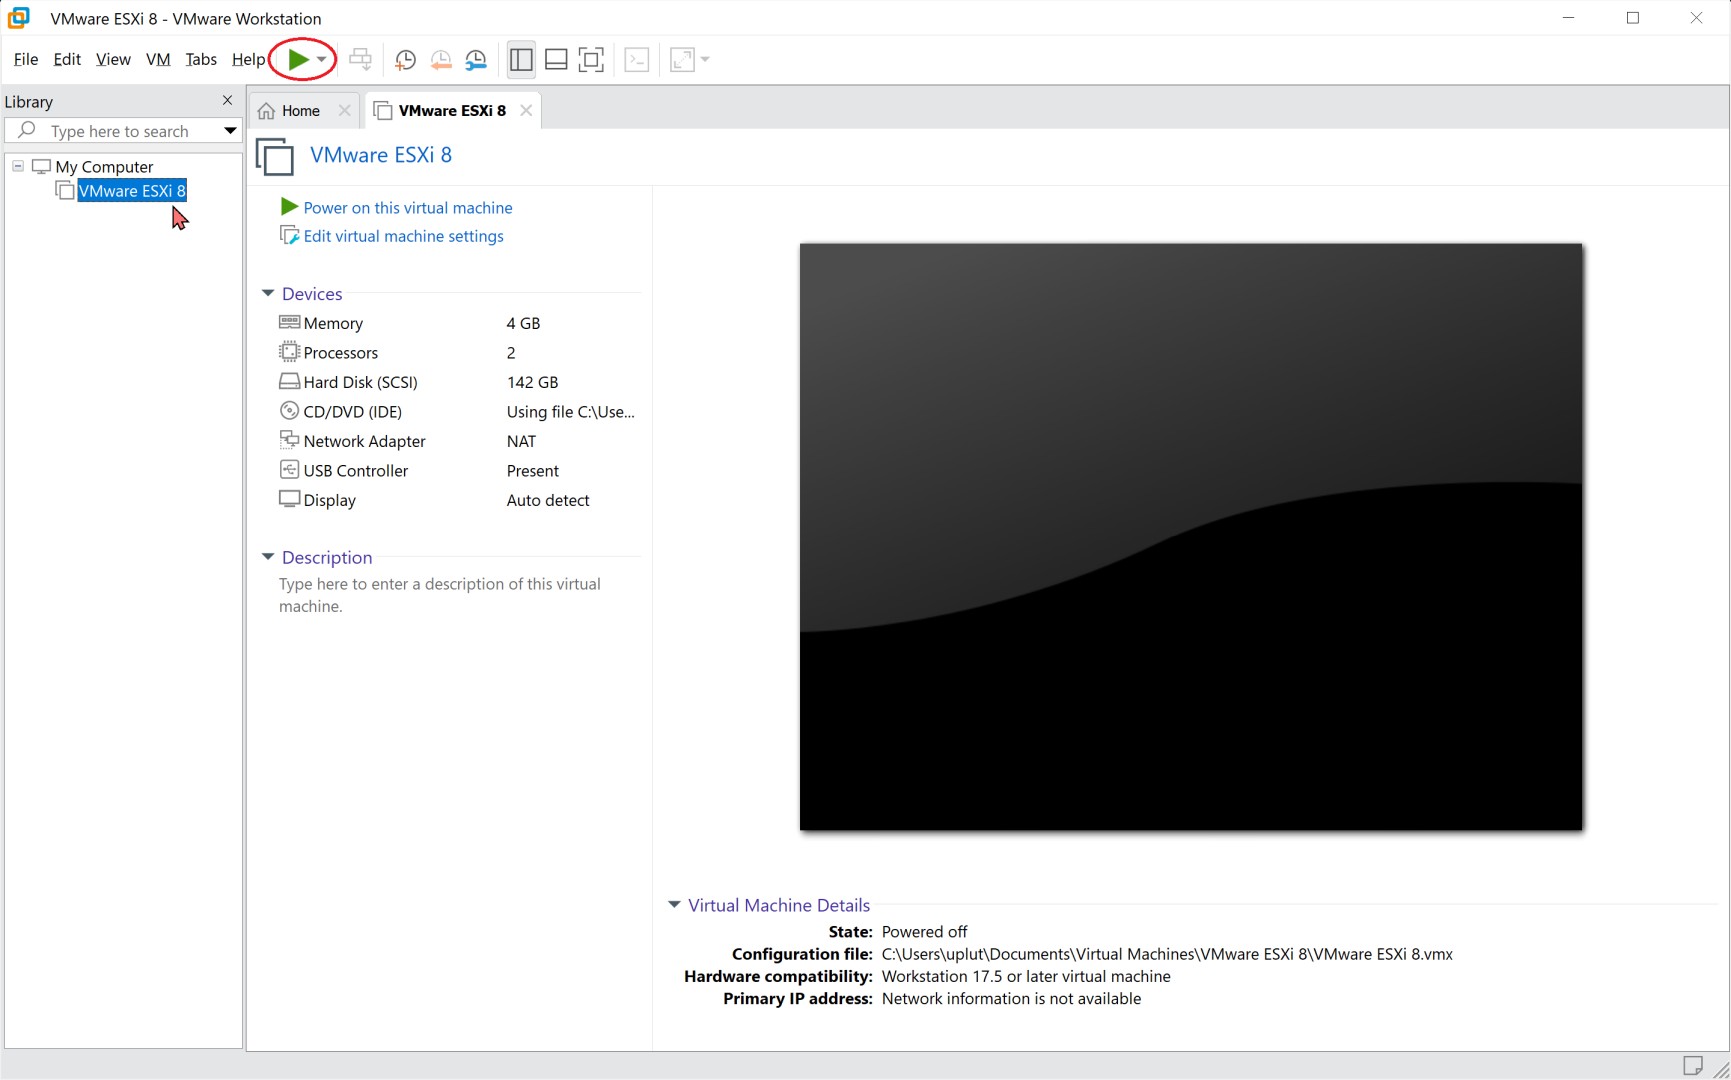 VMware ESXi 8 - VMware Workstation
File Edit View VM Tabs Help
Library
Type here to search
My Computer
VMware ESXi 8
Home
VMware ESXi 8
VMware ESXi 8
Power on this virtual machine
Edit virtual machine settings
Devices
Memory 4 GB
Processors 2
Hard Disk (SCSI) 142 GB
CD/DVD (IDE) Using file C:\Use...
Network Adapter NAT
USB Controller Present
Display Auto detect
Description
Type here to enter a description of this virtual
machine.
Virtual Machine Details
State: Powered off
Configuration file: C:\Users\uplut\Documents\Virtual Machines\VMware ESXi 8\VMware ESXi 8.vmx
Hardware compatibility: Workstation 17.5 or later virtual machine
Primary IP address: Network information is not available